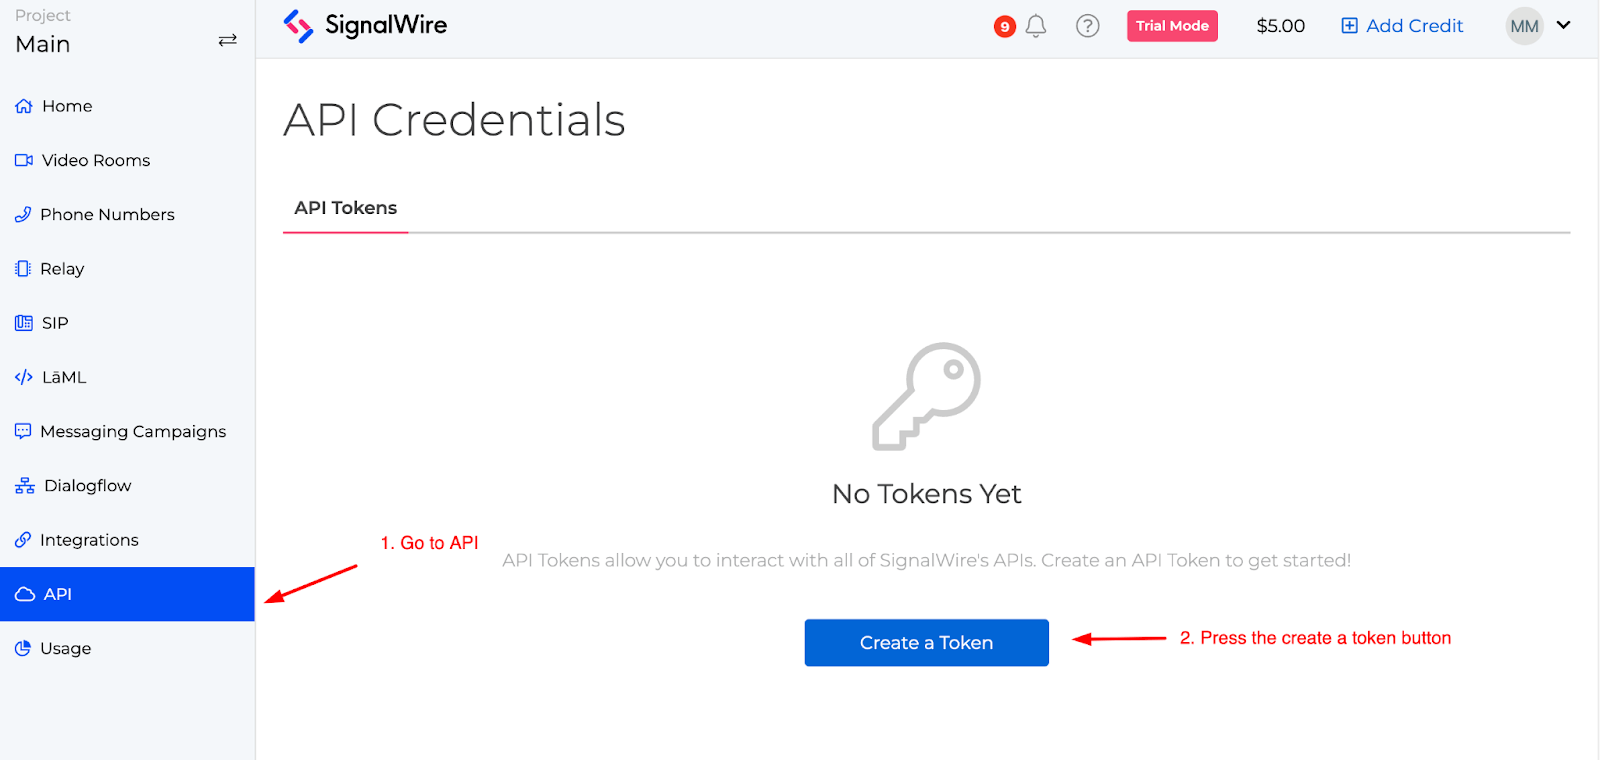 Project
Main
SignalWire
9
?
Trial Mode
$5.00
Add Credit
MM
Home
Video Rooms
Phone Numbers
Relay
SIP
LāML
Messaging Campaigns
Dialogflow
Integrations
API
Usage
API Credentials
API Tokens
No Tokens Yet
1. Go to API
API Tokens allow you to interact with all of SignalWire's APIs. Create an API Token to get started!
Create a Token
2. Press the create a token button